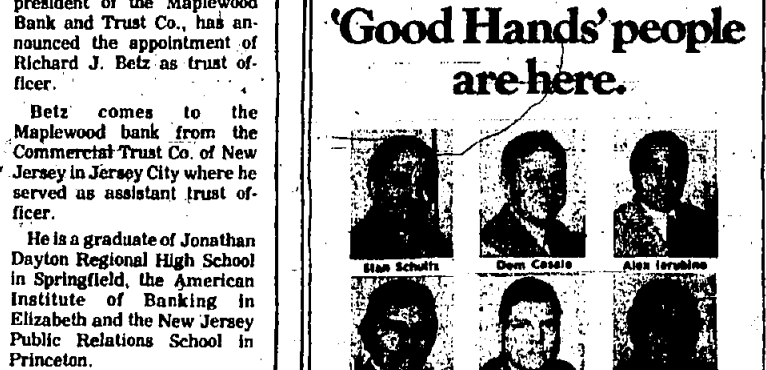 president of the Maplewood
Bank and Trust Co., has an-
nounced the appointment of
Richard J. Betz as trust of-
ficer.
Betz comes to the
Maplewood bank from the
Commercial Trust Co. of New
Jersey in Jersey City where he
served as assistant trust of-
ficer.
He is a graduate of Jonathan
Dayton Regional High School
in Springfield, the American
Institute of Banking in
Elizabeth and the New Jersey
Public Relations School in
Princeton.
'Good Hands' people
are here.
Stan Schultz
Dom Casale
Alex Ierubino